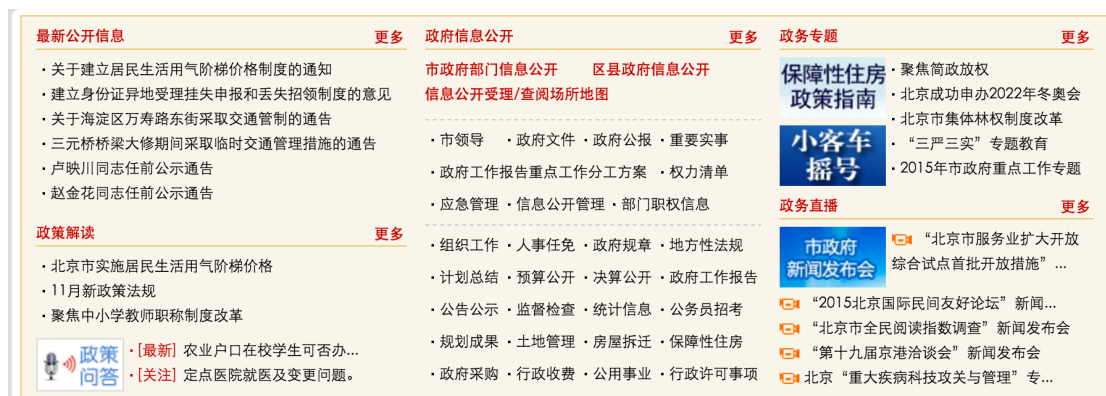 最新公开信息 更多
·关于建立居民生活用气阶梯价格制度的通知
·建立身份证异地受理挂失申报和丢失招领制度的意见
·关于海淀区万寿路东街采取交通管制的通告
·三元桥桥梁大修期间采取临时交通管理措施的通告
·卢映川同志任前公示通告
·赵金花同志任前公示通告
政策解读 更多
·北京市实施居民生活用气阶梯价格
·11月新政策法规
·聚焦中小学教师职称制度改革
政策
问答
·[最新] 农业户口在校学生可否办...
·[关注] 定点医院就医及变更问题。
政府信息公开 更多
市政府部门信息公开 区县政府信息公开
信息公开受理/查阅场所地图
·市领导 ·政府文件 ·政府公报 ·重要实事
·政府工作报告重点工作分工方案 ·权力清单
·应急管理 ·信息公开管理 ·部门职权信息
·组织工作 ·人事任免 ·政府规章 ·地方性法规
·计划总结 ·预算公开 ·决算公开 ·政府工作报告
·公告公示 ·监督检查 ·统计信息 ·公务员招考
·规划成果 ·土地管理 ·房屋拆迁 ·保障性住房
·政府采购 ·行政收费 ·公用事业 ·行政许可事项
政务专题 更多
保障性住房
政策指南
小客车
摇号
·聚焦简政放权
·北京成功申办2022年冬奥会
·北京市集体林权制度改革
·“三严三实”专题教育
·2015年市政府重点工作专题
政务直播 更多
市政府
新闻发布会
“北京市服务业扩大开放
综合试点首批开放措施”...
“2015北京国际民间友好论坛”新闻...
“北京市全民阅读指数调查”新闻发布会
“第十九届京港洽谈会”新闻发布会
北京“重大疾病科技攻关与管理”专...